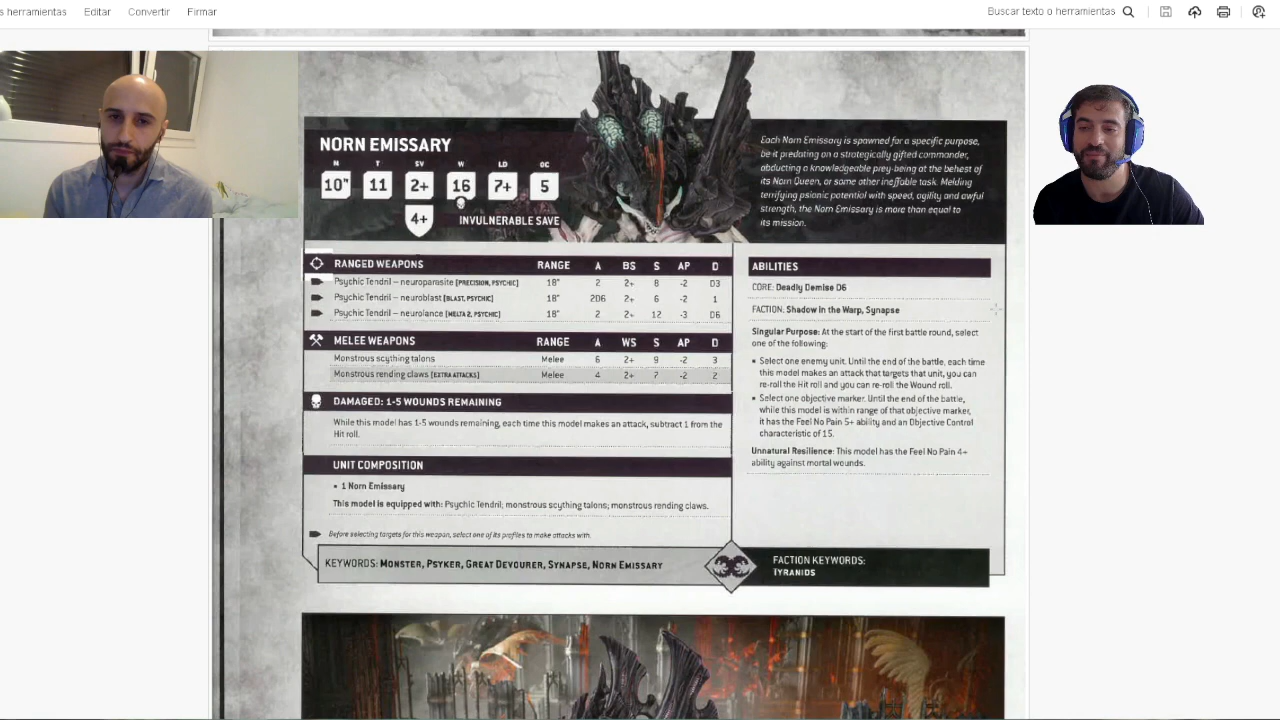 s herramientas Editar Convertir Firmar Buscar texto o herramientas
NORN EMISSARY
M T SV W LD OC
10" 11 2+ 16 7+ 5
4+ INVULNERABLE SAVE
Each Norn Emissary is spawned for a specific purpose,
be it predating on a strategically gifted commander,
abducting a knowledgeable prey-being at the behest of
its Norn Queen, or some other ineffable task. Melding
terrifying psionic potential with speed, agility and awful
strength, the Norn Emissary is more than equal to
its mission.
RANGED WEAPONS RANGE A BS S AP D
Psychic Tendril – neuroparasite [PRECISION, PSYCHIC] 18" 2 2+ 8 -2 D3
Psychic Tendril – neuroblast [BLAST, PSYCHIC] 18" 2D6 2+ 6 -2 1
Psychic Tendril – neurolance [MELTA 2, PSYCHIC] 18" 2 2+ 12 -3 D6
MELEE WEAPONS RANGE A WS S AP D
Monstrous scything talons Melee 6 2+ 9 -2 3
Monstrous rending claws [EXTRA ATTACKS] Melee 4 2+ 7 -2 2
DAMAGED: 1-5 WOUNDS REMAINING
While this model has 1-5 wounds remaining, each time this model makes an attack, subtract 1 from the
Hit roll.
UNIT COMPOSITION
▪ 1 Norn Emissary
This model is equipped with: Psychic Tendril; monstrous scything talons; monstrous rending claws.
Before selecting targets for this weapon, select one of its profiles to make attacks with.
ABILITIES
CORE: Deadly Demise D6
FACTION: Shadow in the Warp, Synapse
Singular Purpose: At the start of the first battle round, select
one of the following:
▪ Select one enemy unit. Until the end of the battle, each time
this model makes an attack that targets that unit, you can
re-roll the Hit roll and you can re-roll the Wound roll.
▪ Select one objective marker. Until the end of the battle,
while this model is within range of that objective marker,
it has the Feel No Pain 5+ ability and an Objective Control
characteristic of 15.
Unnatural Resilience: This model has the Feel No Pain 4+
ability against mortal wounds.
KEYWORDS: MONSTER, PSYKER, GREAT DEVOURER, SYNAPSE, NORN EMISSARY
FACTION KEYWORDS:
TYRANIDS